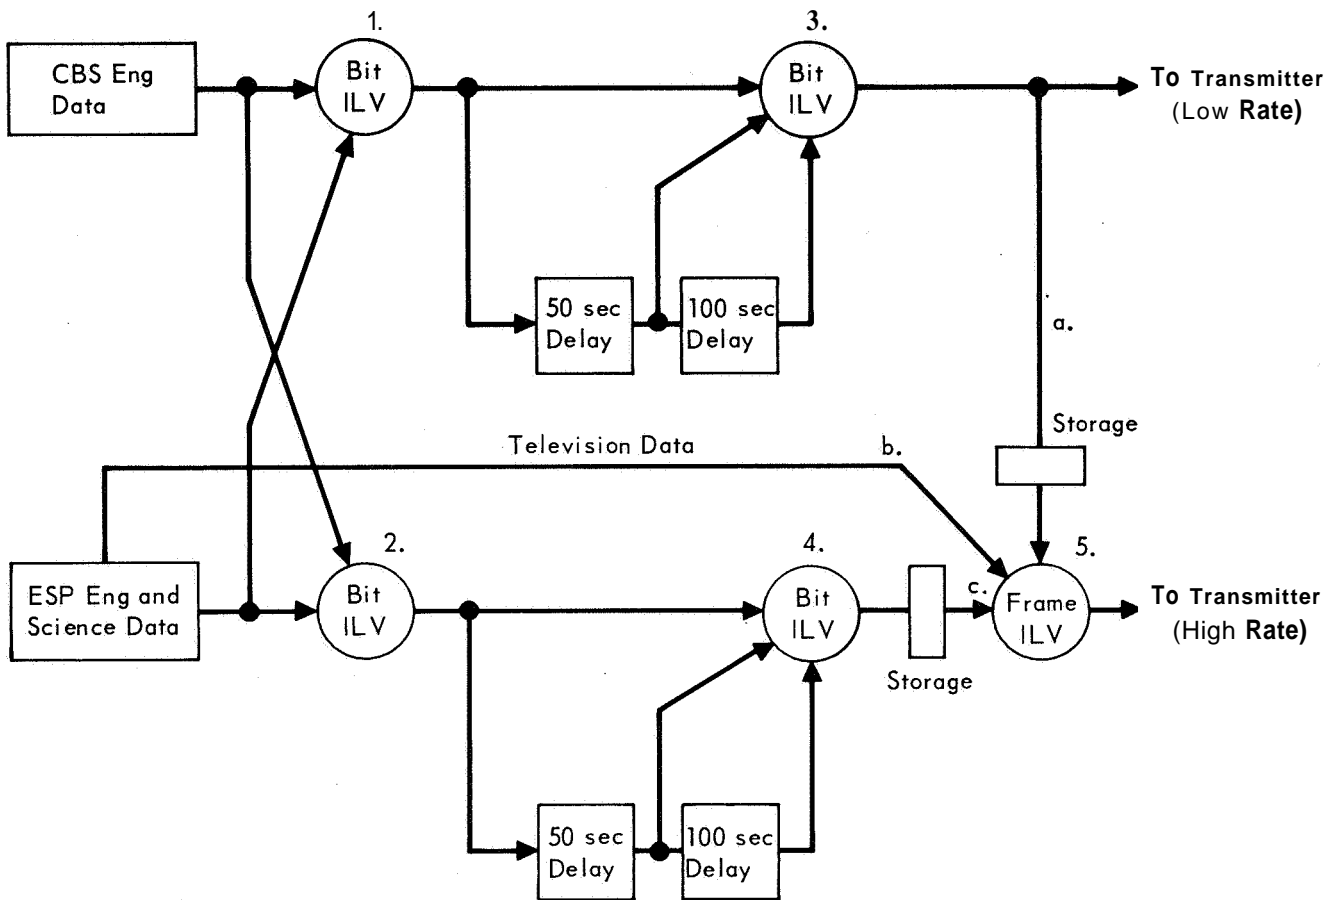 1.
3.
CBS Eng
Data
Bit
ILV
Bit
ILV
To Transmitter
(Low Rate)
50 sec
Delay
100 sec
Delay
a.
Storage
Television Data
b.
2.
4.
5.
ESP Eng and
Science Data
Bit
ILV
Bit
ILV
c.
Frame
ILV
To Transmitter
(High Rate)
Storage
50 sec
Delay
100 sec
Delay